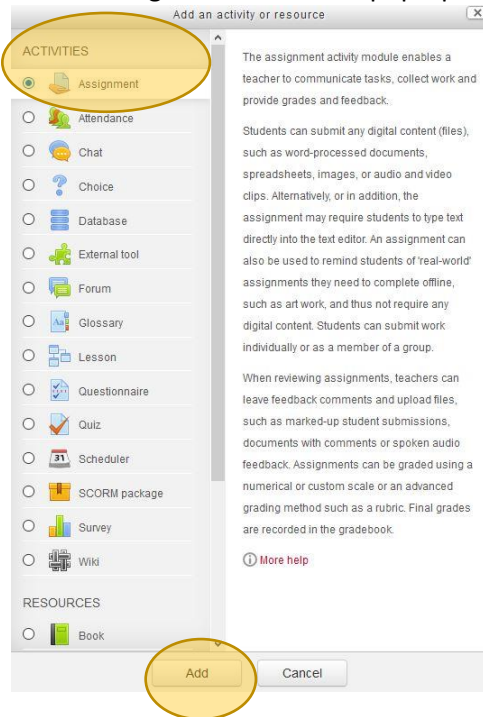 Add an activity or resource
ACTIVITIES
Assignment
Attendance
Chat
Choice
Database
External tool
Forum
Glossary
Lesson
Questionnaire
Quiz
Scheduler
SCORM package
Survey
Wiki
RESOURCES
Book
The assignment activity module enables a
teacher to communicate tasks, collect work and
provide grades and feedback.
Students can submit any digital content (files),
such as word-processed documents,
spreadsheets, images, or audio and video
clips. Alternatively, or in addition, the
assignment may require students to type text
directly into the text editor. An assignment can
also be used to remind students of 'real-world'
assignments they need to complete offline,
such as art work, and thus not require any
digital content. Students can submit work
individually or as a member of a group.
When reviewing assignments, teachers can
leave feedback comments and upload files,
such as marked-up student submissions,
documents with comments or spoken audio
feedback. Assignments can be graded using a
numerical or custom scale or an advanced
grading method such as a rubric. Final grades
are recorded in the gradebook.
More help
Add
Cancel